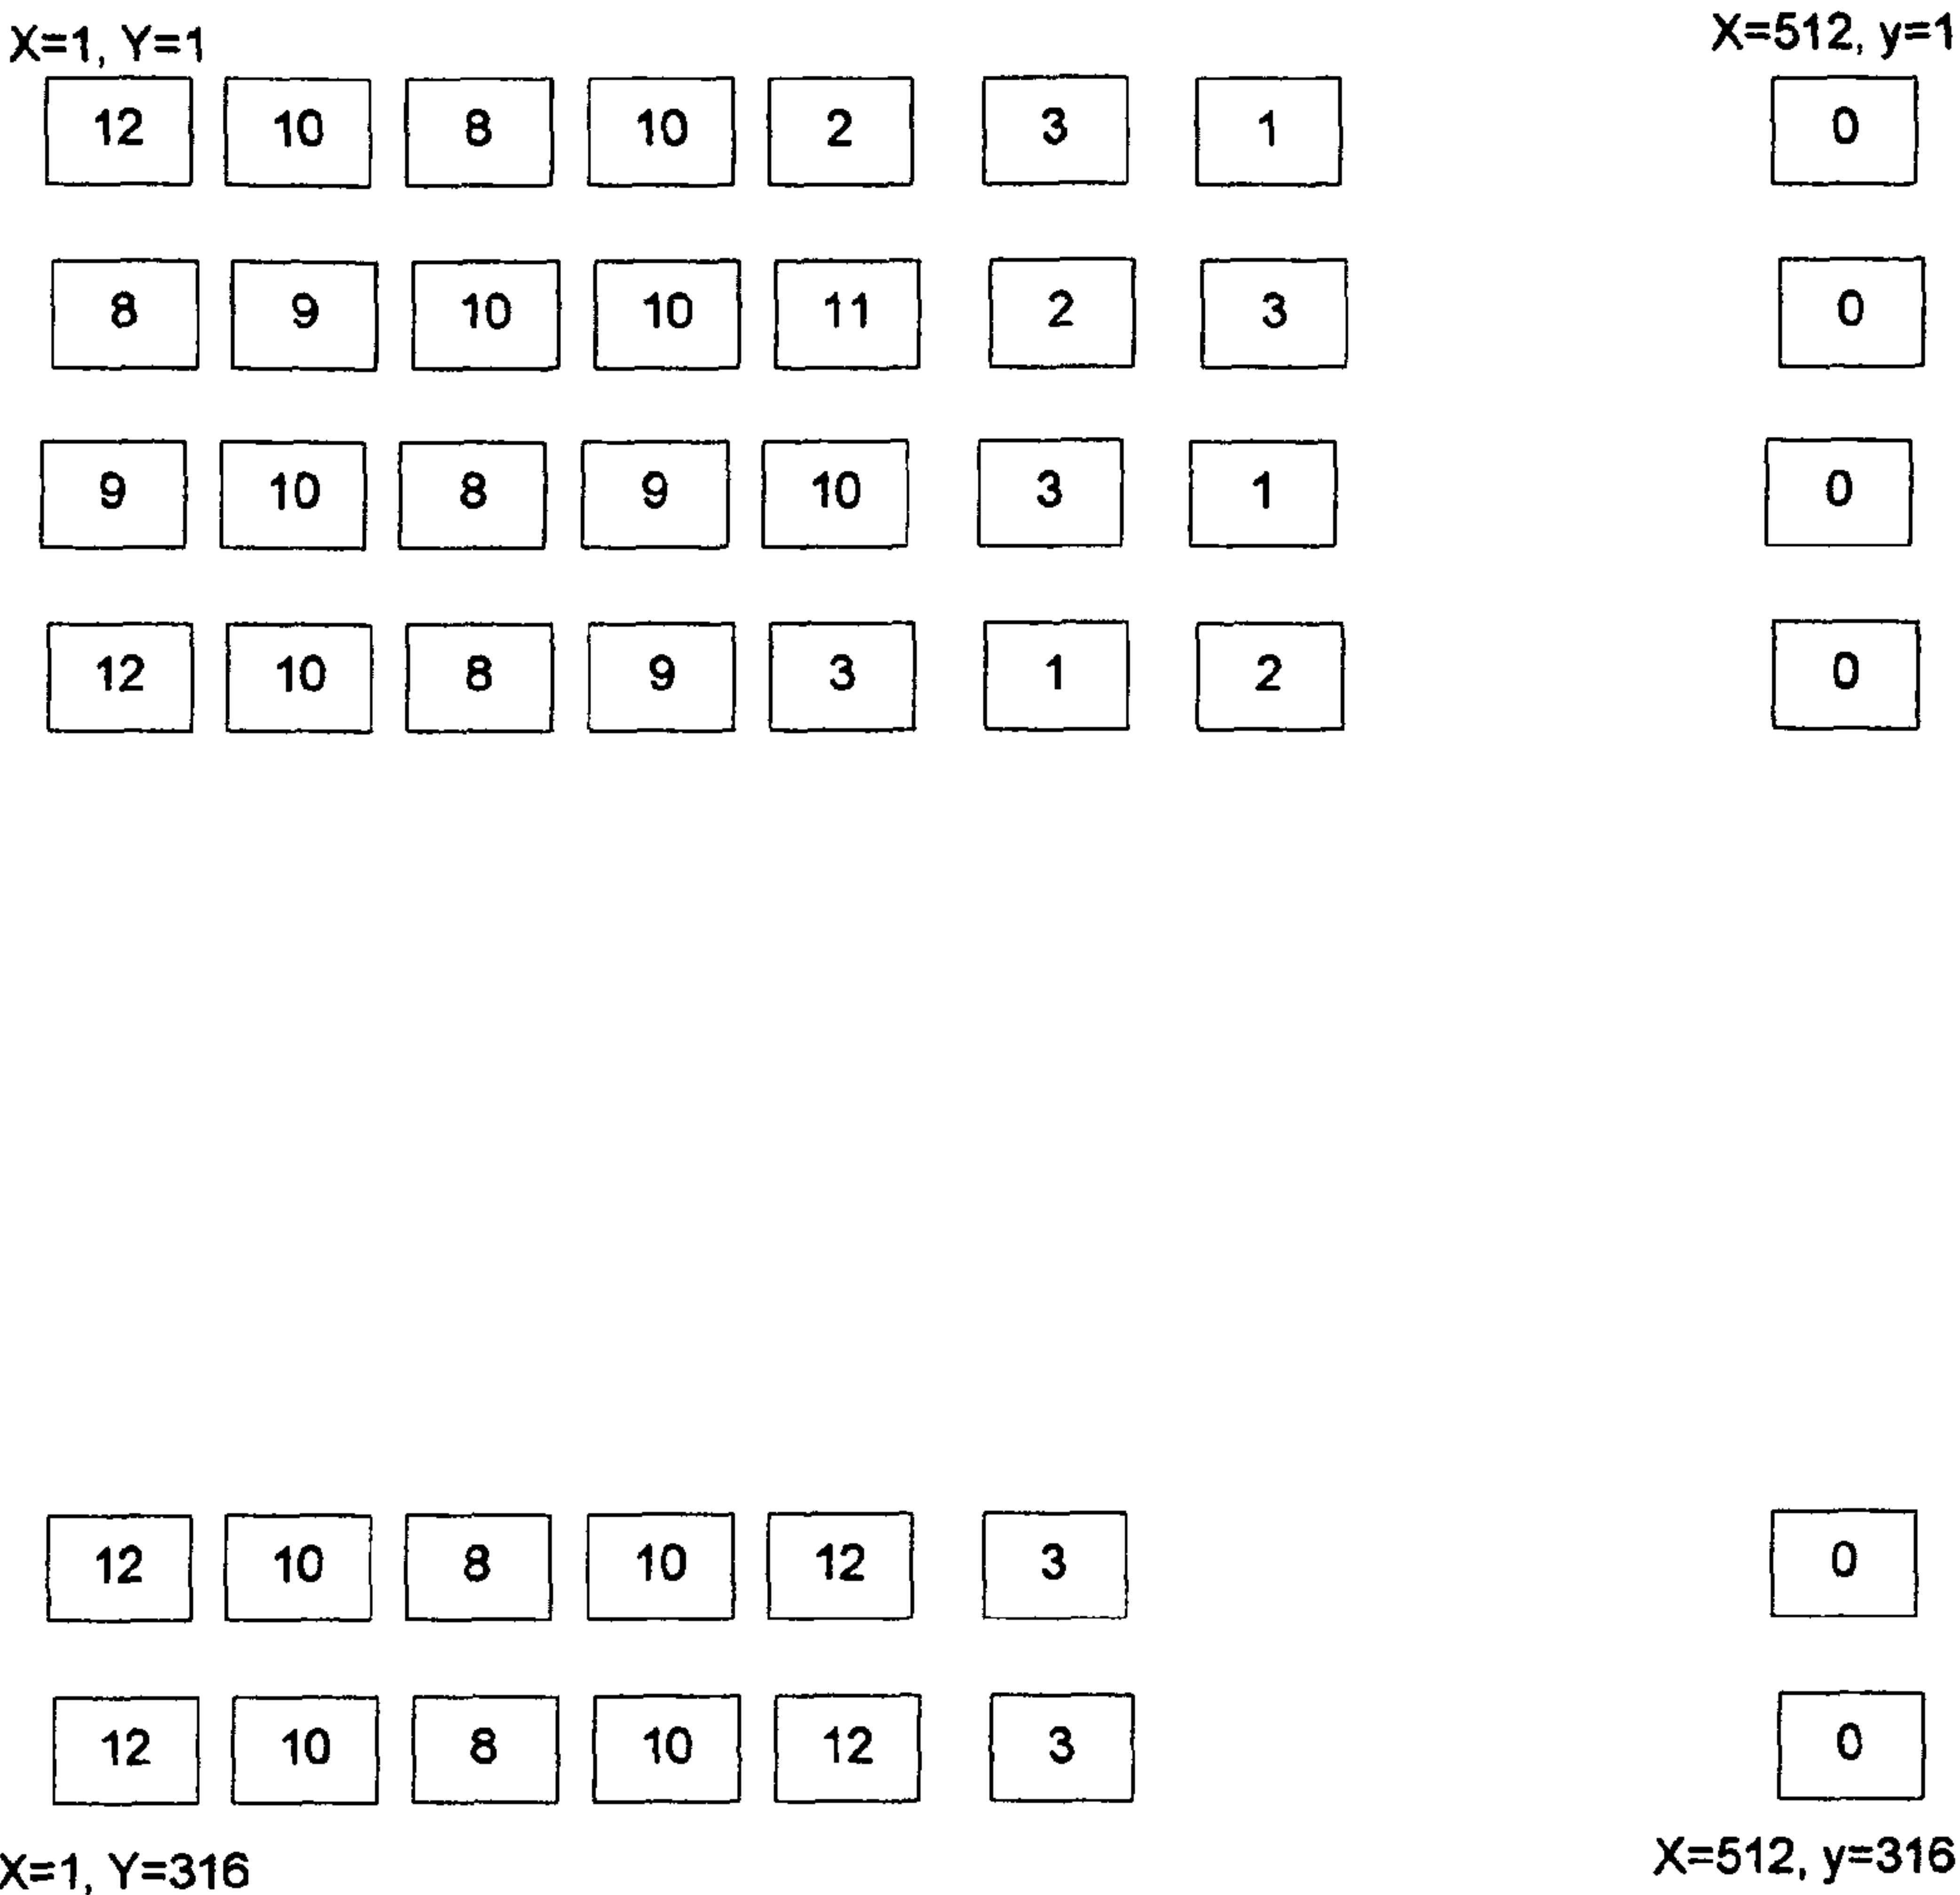 X=1, Y=1 X=512, y=1
12 10 8 10 2 3 1 0
8 9 10 10 11 2 3 0
9 10 8 9 10 3 1 0
12 10 8 9 3 1 2 0
12 10 8 10 12 3 0
12 10 8 10 12 3 0
X=1, Y=316 X=512, y=316